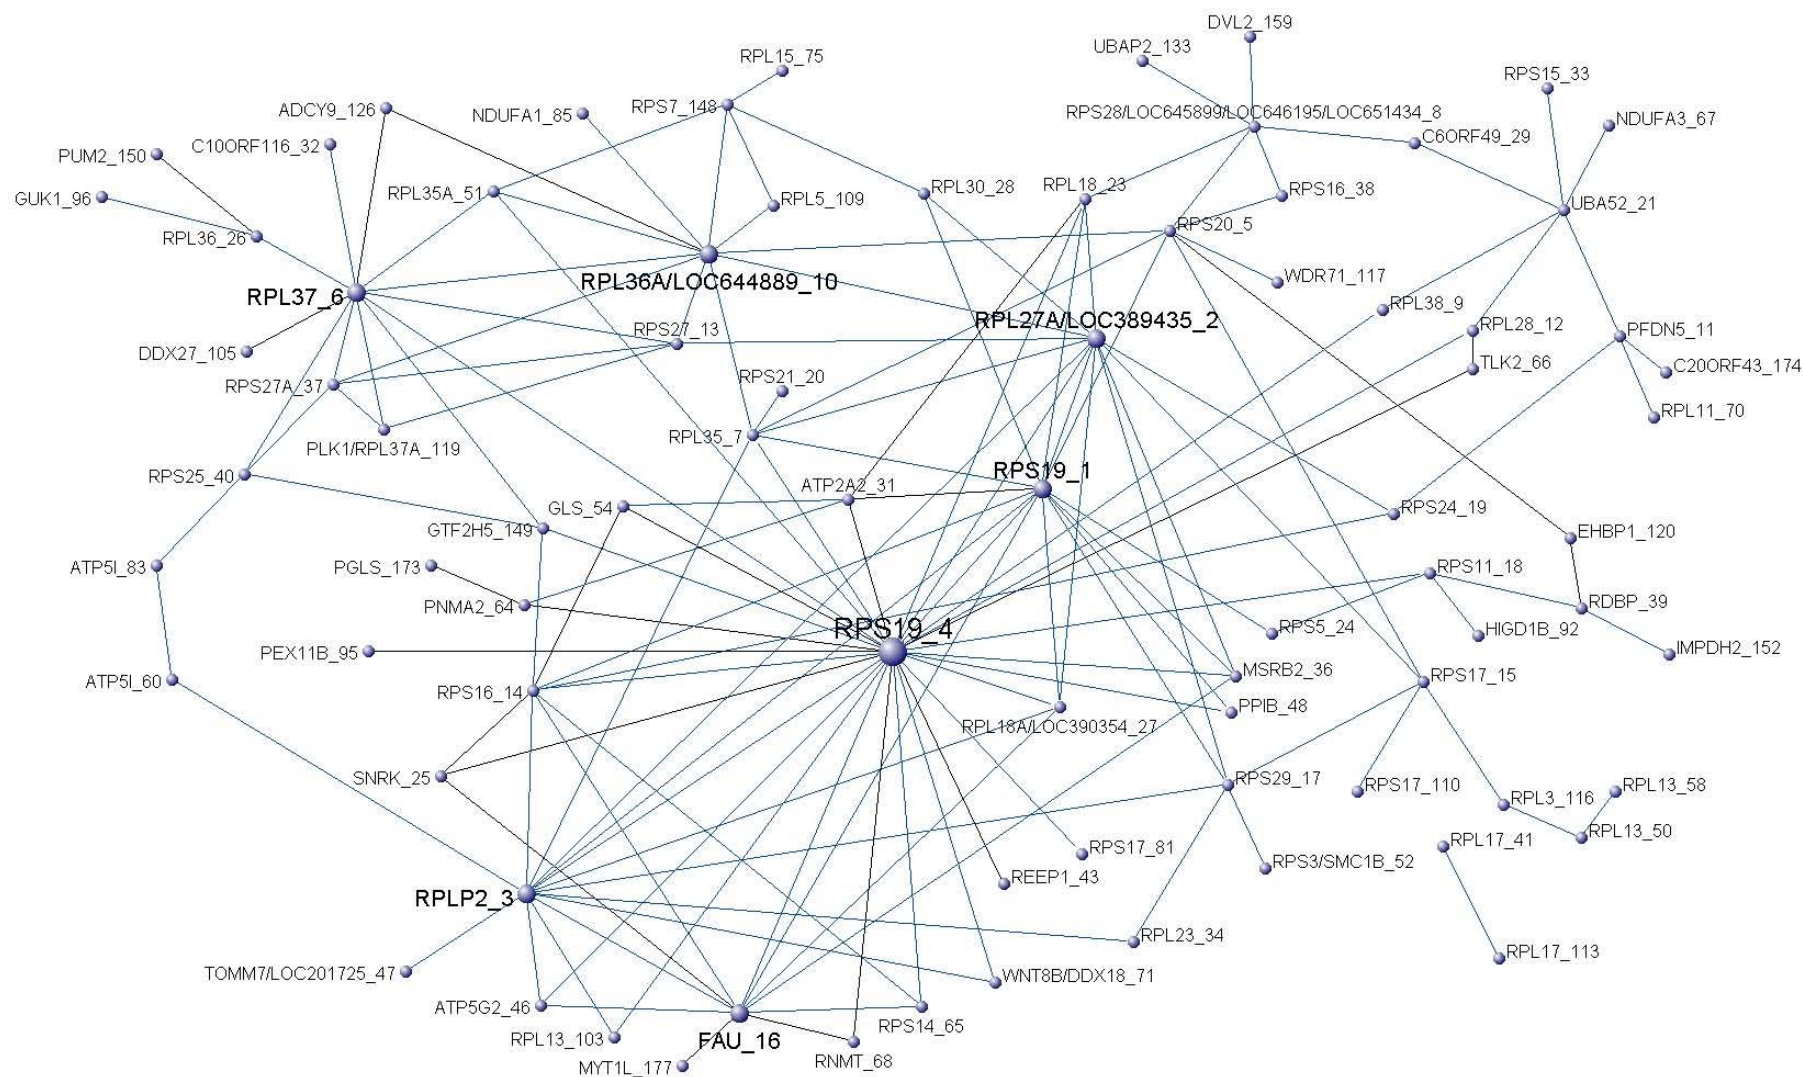 DVL2_159
UBAP2_133
RPL15_75
RPS15_33
ADCY9_126
NDUFA1_85
RPS7_148
RPS28/LOC645899/LOC646195/LOC651434_8
NDUFA3_67
C10ORF116_32
C6ORF49_29
PUM2_150
GUK1_96
RPL35A_51
RPL5_109
RPL30_28
RPL18_23
RPS16_38
UBA52_21
RPL36_26
RPS20_5
RPL36A/LOC644889_10
WDR71_117
RPL37_6
RPL38_9
RPL27A/LOC389435_2
RPS27_13
RPL28_12
PFDN5_11
DDX27_105
TLK2_66
C20ORF43_174
RPS27A_37
RPS21_20
RPL11_70
PLK1/RPL37A_119
RPL35_7
RPS25_40
RPS19_1
ATP2A2_31
GLS_54
RPS24_19
GTF2H5_149
EHBP1_120
ATP5I_83
PGLS_173
RPS11_18
PNMA2_64
RDBP_39
RPS19_4
RPS5_24
HIGD1B_92
PEX11B_95
IMPDH2_152
MSRB2_36
RPS17_15
ATP5I_60
RPS16_14
PPIB_48
RPL18A/LOC390354_27
SNRK_25
RPS29_17
RPS17_110
RPL13_58
RPL3_116
RPL13_50
RPL17_41
RPS17_81
RPS3/SMC1B_52
REEP1_43
RPLP2_3
RPL23_34
RPL17_113
TOMM7/LOC201725_47
WNT8B/DDX18_71
ATP5G2_46
RPS14_65
RPL13_103
FAU_16
RNMT_68
MYT1L_177